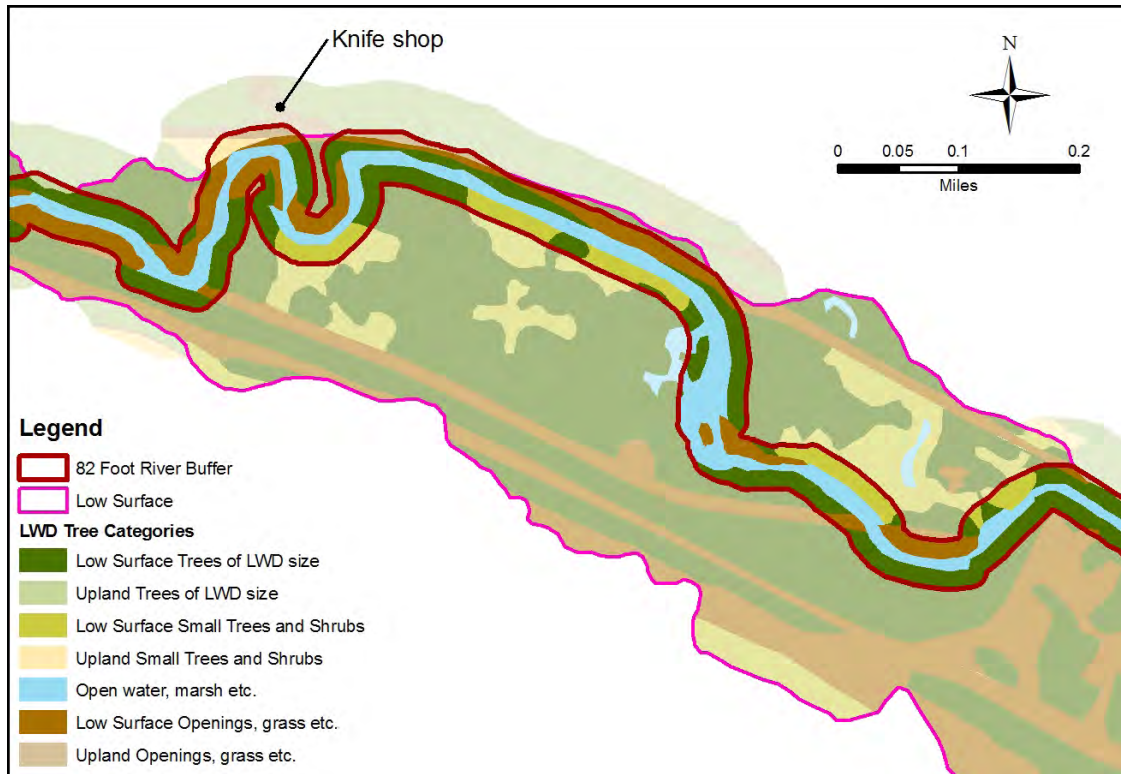 Knife shop
N
0 0.05 0.1 0.2
Miles
Legend
82 Foot River Buffer
Low Surface
LWD Tree Categories
Low Surface Trees of LWD size
Upland Trees of LWD size
Low Surface Small Trees and Shrubs
Upland Small Trees and Shrubs
Open water, marsh etc.
Low Surface Openings, grass etc.
Upland Openings, grass etc.